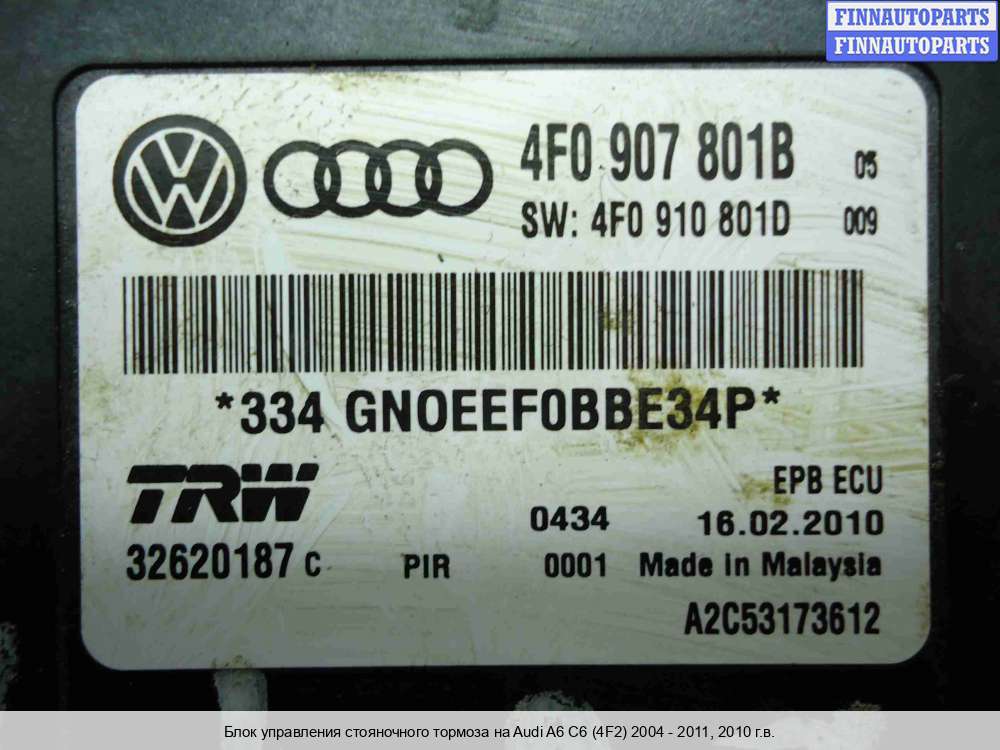 FINNAUTOPARTS
FINNAUTOPARTS
4F0 907 801B 05
SW: 4F0 910 801D 009
*334 GN0EEF0BBE34P*
TRW
EPB ECU
0434 16.02.2010
32620187 C PIR 0001 Made in Malaysia
A2C53173612
Блок управления стояночного тормоза на Audi A6 C6 (4F2) 2004 - 2011, 2010 г.в.